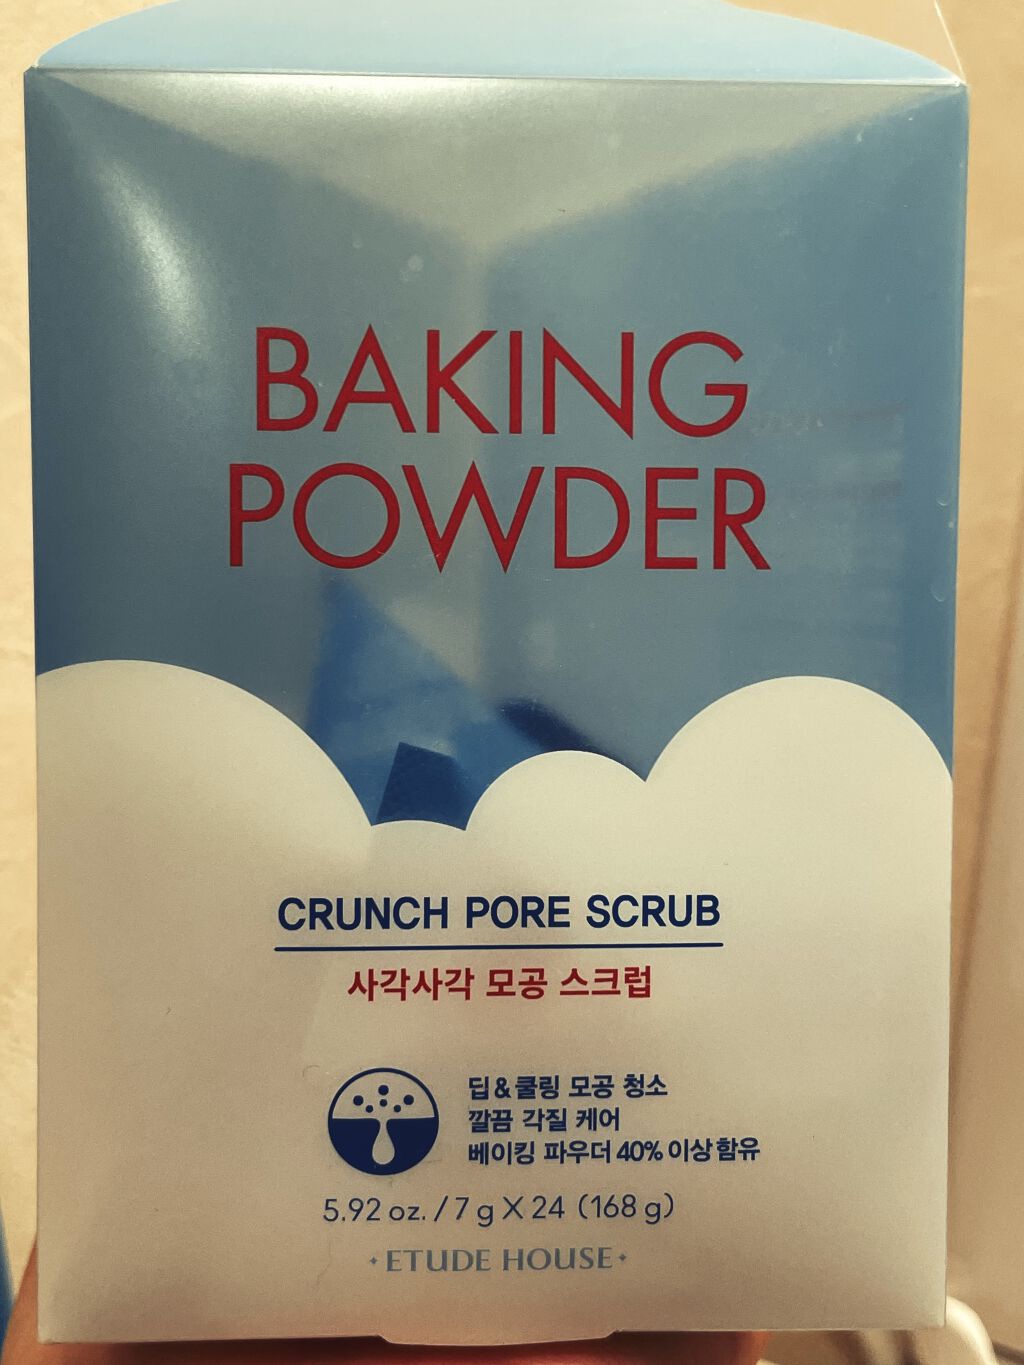 BAKING
POWDER
CRUNCH PORE SCRUB
사각사각 모공 스크럽
딥&쿨링 모공 청소
깔끔 각질 케어
베이킹 파우더 40% 이상 함유
5.92 oz. / 7 g X 24 (168 g)
ETUDE HOUSE